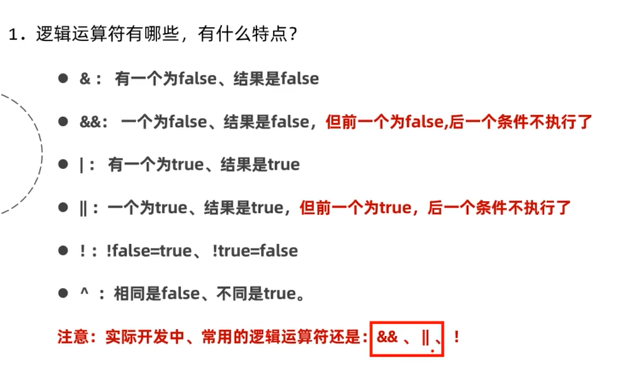 1. 逻辑运算符有哪些，有什么特点？
● & ： 有一个为false、结果是false
● &&： 一个为false、结果是false，但前一个为false,后一个条件不执行了
● | ： 有一个为true、结果是true
● || ：一个为true、结果是true，但前一个为true，后一个条件不执行了
● ! ：!false=true、 !true=false
● ^ ：相同是false、不同是true。
注意：实际开发中、常用的逻辑运算符还是：&& 、|| 、 !